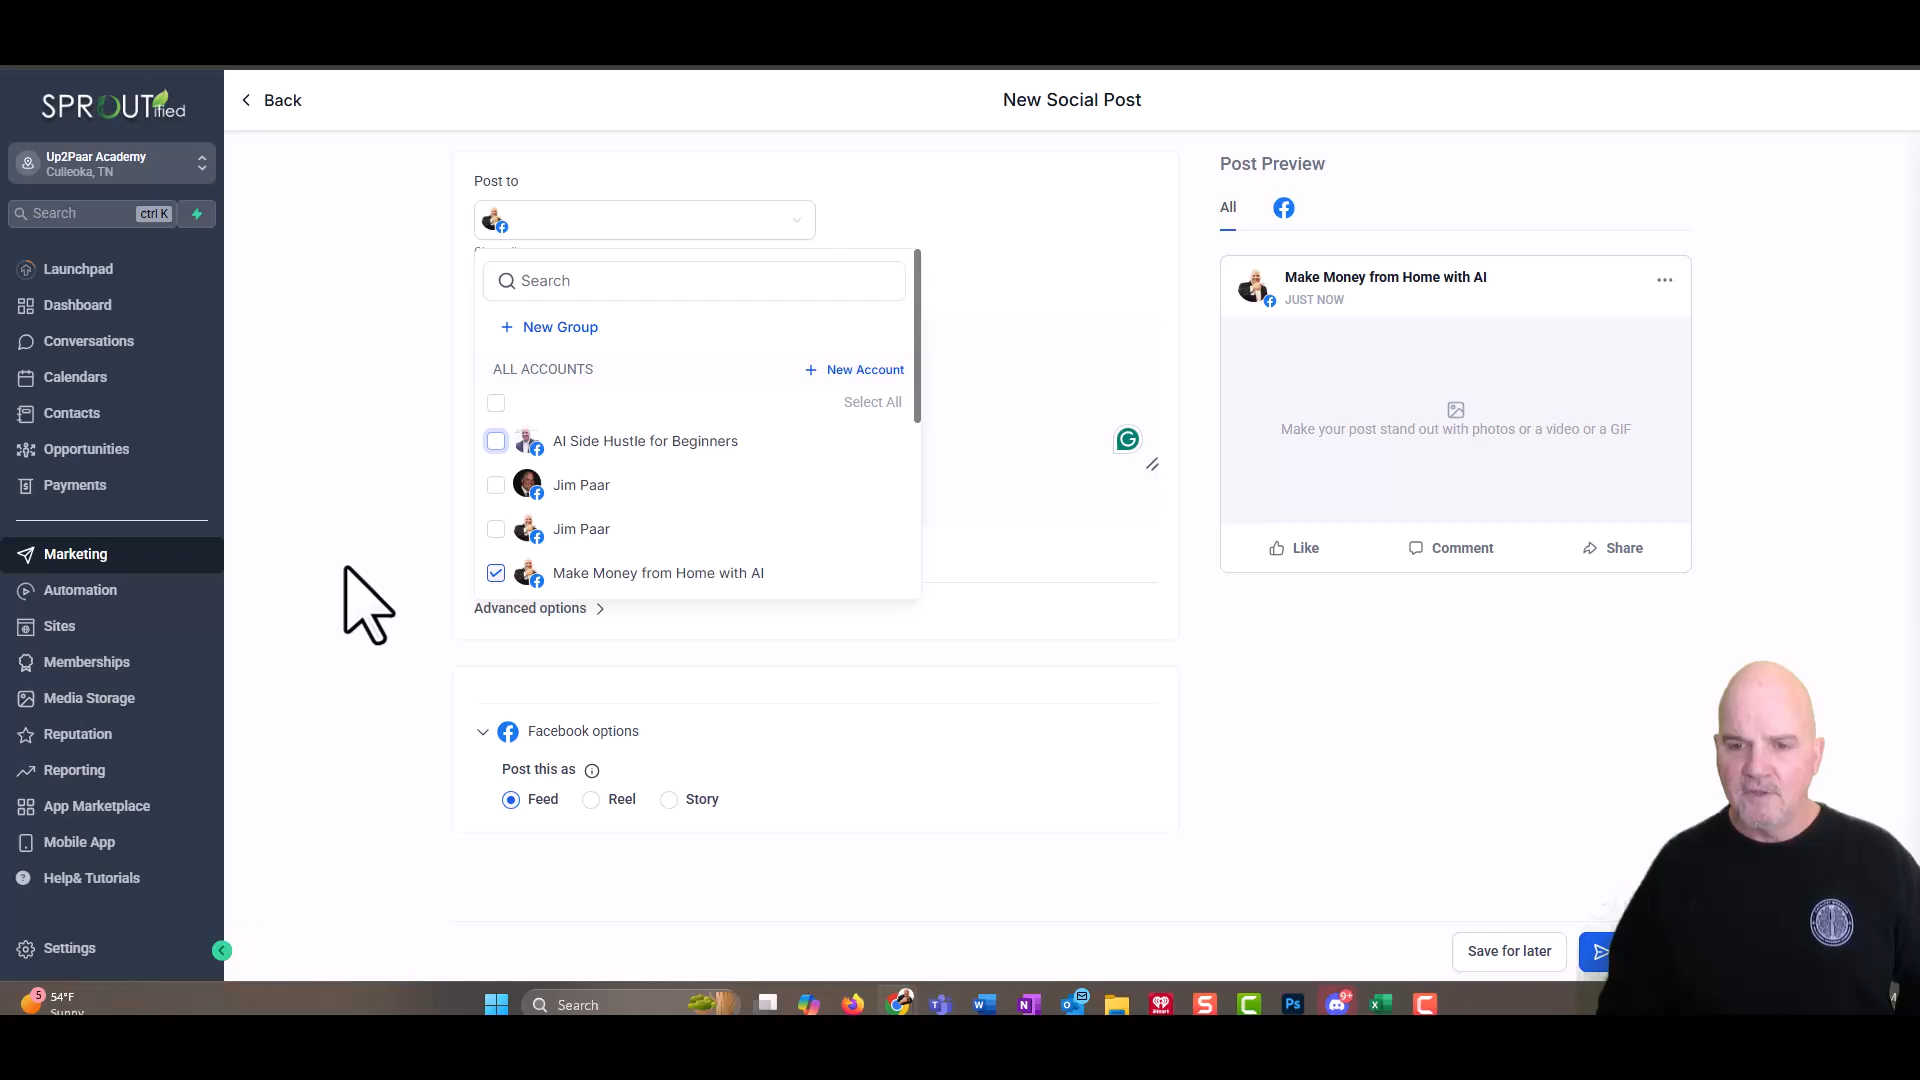 SPROUTified
Back
New Social Post
Up2Paar Academy
Culleoka, TN
Search
ctrl K
Launchpad
Dashboard
Conversations
Calendars
Contacts
Opportunities
Payments
Marketing
Automation
Sites
Memberships
Media Storage
Reputation
Reporting
App Marketplace
Mobile App
Help& Tutorials
Settings
Post to
Search
New Group
ALL ACCOUNTS
New Account
Select All
AI Side Hustle for Beginners
Jim Paar
Jim Paar
Make Money from Home with AI
Advanced options
Facebook options
Post this as
Feed
Reel
Story
Post Preview
All
Make Money from Home with AI
JUST NOW
Make your post stand out with photos or a video or a GIF
Like
Comment
Share
Save for later
5
54°F
Sunny
Search
iHeart
Ps
9+